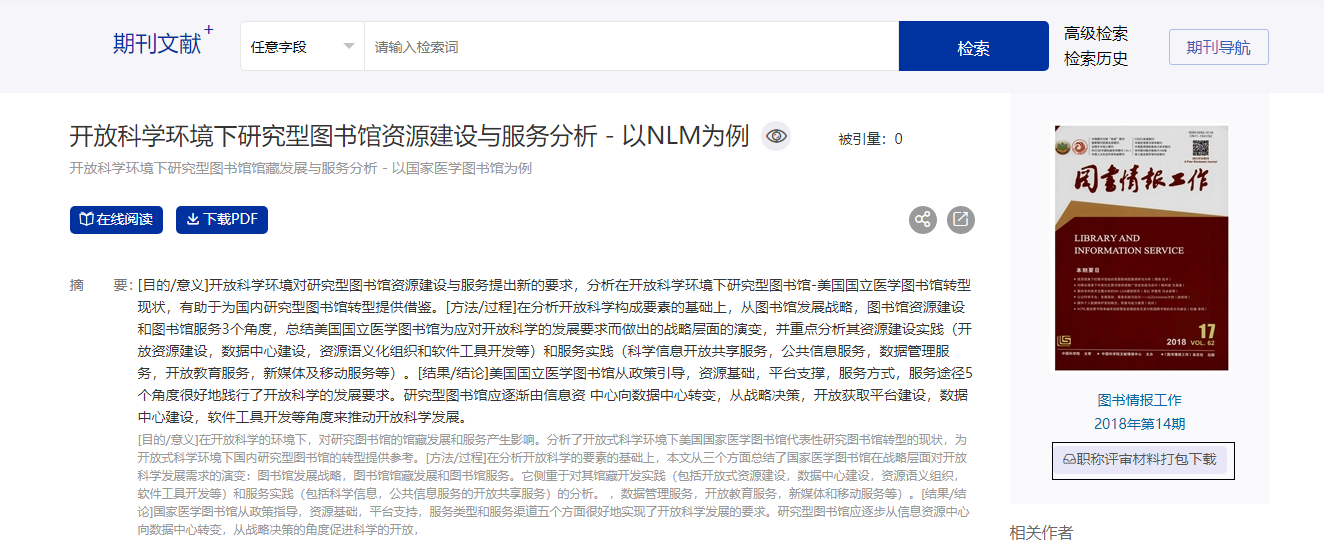 期刊文献+
任意字段
请输入检索词
检索
高级检索
检索历史
期刊导航
开放科学环境下研究型图书馆资源建设与服务分析 - 以NLM为例
被引量：0
开放科学环境下研究型图书馆馆藏发展与服务分析 - 以国家医学图书馆为例
在线阅读
下载PDF
摘 要：[目的/意义]开放科学环境对研究型图书馆资源建设与服务提出新的要求，分析在开放科学环境下研究型图书馆-美国国立医学图书馆转型
现状，有助于为国内研究型图书馆转型提供借鉴。[方法/过程]在分析开放科学构成要素的基础上，从图书馆发展战略，图书馆资源建设
和图书馆服务3个角度，总结美国国立医学图书馆为应对开放科学的发展要求而做出的战略层面的演变，并重点分析其资源建设实践（开
放资源建设，数据中心建设，资源语义化组织和软件工具开发等）和服务实践（科学信息开放共享服务，公共信息服务，数据管理服
务，开放教育服务，新媒体及移动服务等）。[结果/结论]美国国立医学图书馆从政策引导，资源基础，平台支撑，服务方式，服务途径5
个角度很好地践行了开放科学的发展要求。研究型图书馆应逐渐由信息资 中心向数据中心转变，从战略决策，开放获取平台建设，数据
中心建设，软件工具开发等角度来推动开放科学发展。
[目的/意义]在开放科学的环境下，对研究图书馆的馆藏发展和服务产生影响。分析了开放式科学环境下美国国家医学图书馆代表性研究图书馆转型的现状，为
开放式科学环境下国内研究型图书馆的转型提供参考。[方法/过程]在分析开放科学的要素的基础上，本文从三个方面总结了国家医学图书馆在战略层面对开放
科学发展需求的演变：图书馆发展战略，图书馆馆藏发展和图书馆服务。它侧重于对其馆藏开发实践（包括开放式资源建设，数据中心建设，资源语义组织，
软件工具开发等）和服务实践（包括科学信息，公共信息服务的开放共享服务）的分析。 ，数据管理服务，开放教育服务，新媒体和移动服务等）。[结果/结
论]国家医学图书馆从政策指导，资源基础，平台支持，服务类型和服务渠道五个方面很好地实现了开放科学发展的要求。研究型图书馆应逐步从信息资源中心
向数据中心转变，从战略决策的角度促进科学的开放，
图书情报工作
LIBRARY AND
INFORMATION SERVICE
本期要目
17
2018 VOL. 62
图书情报工作
2018年第14期
职称评审材料打包下载
相关作者